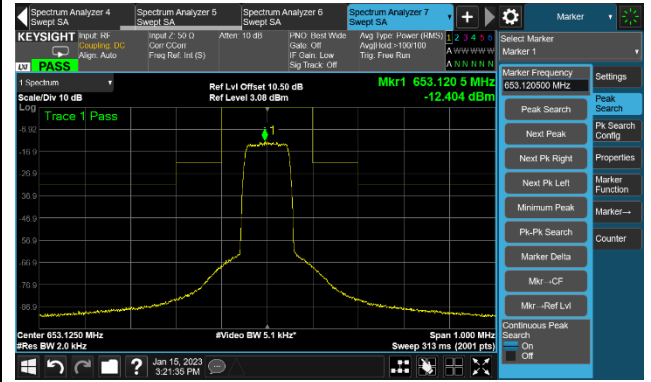 Spectrum Analyzer 4
Swept SA
Spectrum Analyzer 5
Swept SA
Spectrum Analyzer 6
Swept SA
Spectrum Analyzer 7
Swept SA
Marker
KEYSIGHT
Input: RF
Coupling: DC
Align: Auto
Input Z: 50 Ω
Corr CCorr
Freq Ref: Int (S)
Atten: 10 dB
PNO: Best Wide
Gate: Off
IF Gain: Low
Sig Track: Off
Avg Type: Power (RMS)
Avg|Hold >100/100
Trig: Free Run
1 2 3 4 5 6
A W W W W W
A N N N N N
LXI
PASS
Select Marker
Marker 1
1 Spectrum
Scale/Div 10 dB
Ref Lvl Offset 10.50 dB
Ref Level 3.08 dBm
Mkr1 653.120 5 MHz
-12.404 dBm
Log
Trace 1 Pass
1
-6.92
-16.9
-26.9
-36.9
-46.9
-56.9
-66.9
-76.9
-86.9
Center 653.1250 MHz
#Res BW 2.0 kHz
#Video BW 5.1 kHz*
Span 1.000 MHz
Sweep 313 ms (2001 pts)
Marker Frequency
653.120500 MHz
Peak Search
Next Peak
Next Pk Right
Next Pk Left
Minimum Peak
Pk-Pk Search
Marker Delta
Mkr→CF
Mkr→Ref Lvl
Continuous Peak
Search
On
Off
Settings
Peak
Search
Pk Search
Config
Properties
Marker
Function
Marker→
Counter
?
Jan 15, 2023
3:21:35 PM